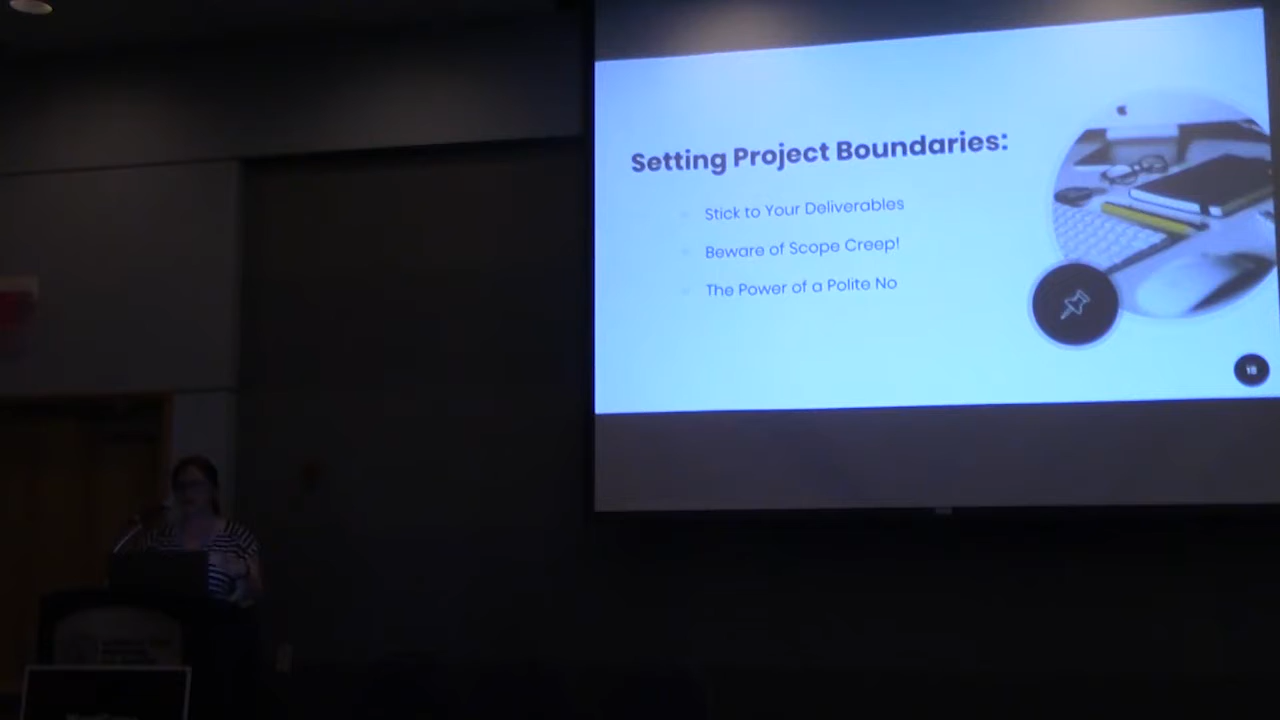 Setting Project Boundaries:
Stick to Your Deliverables
Beware of Scope Creep!
The Power of a Polite No